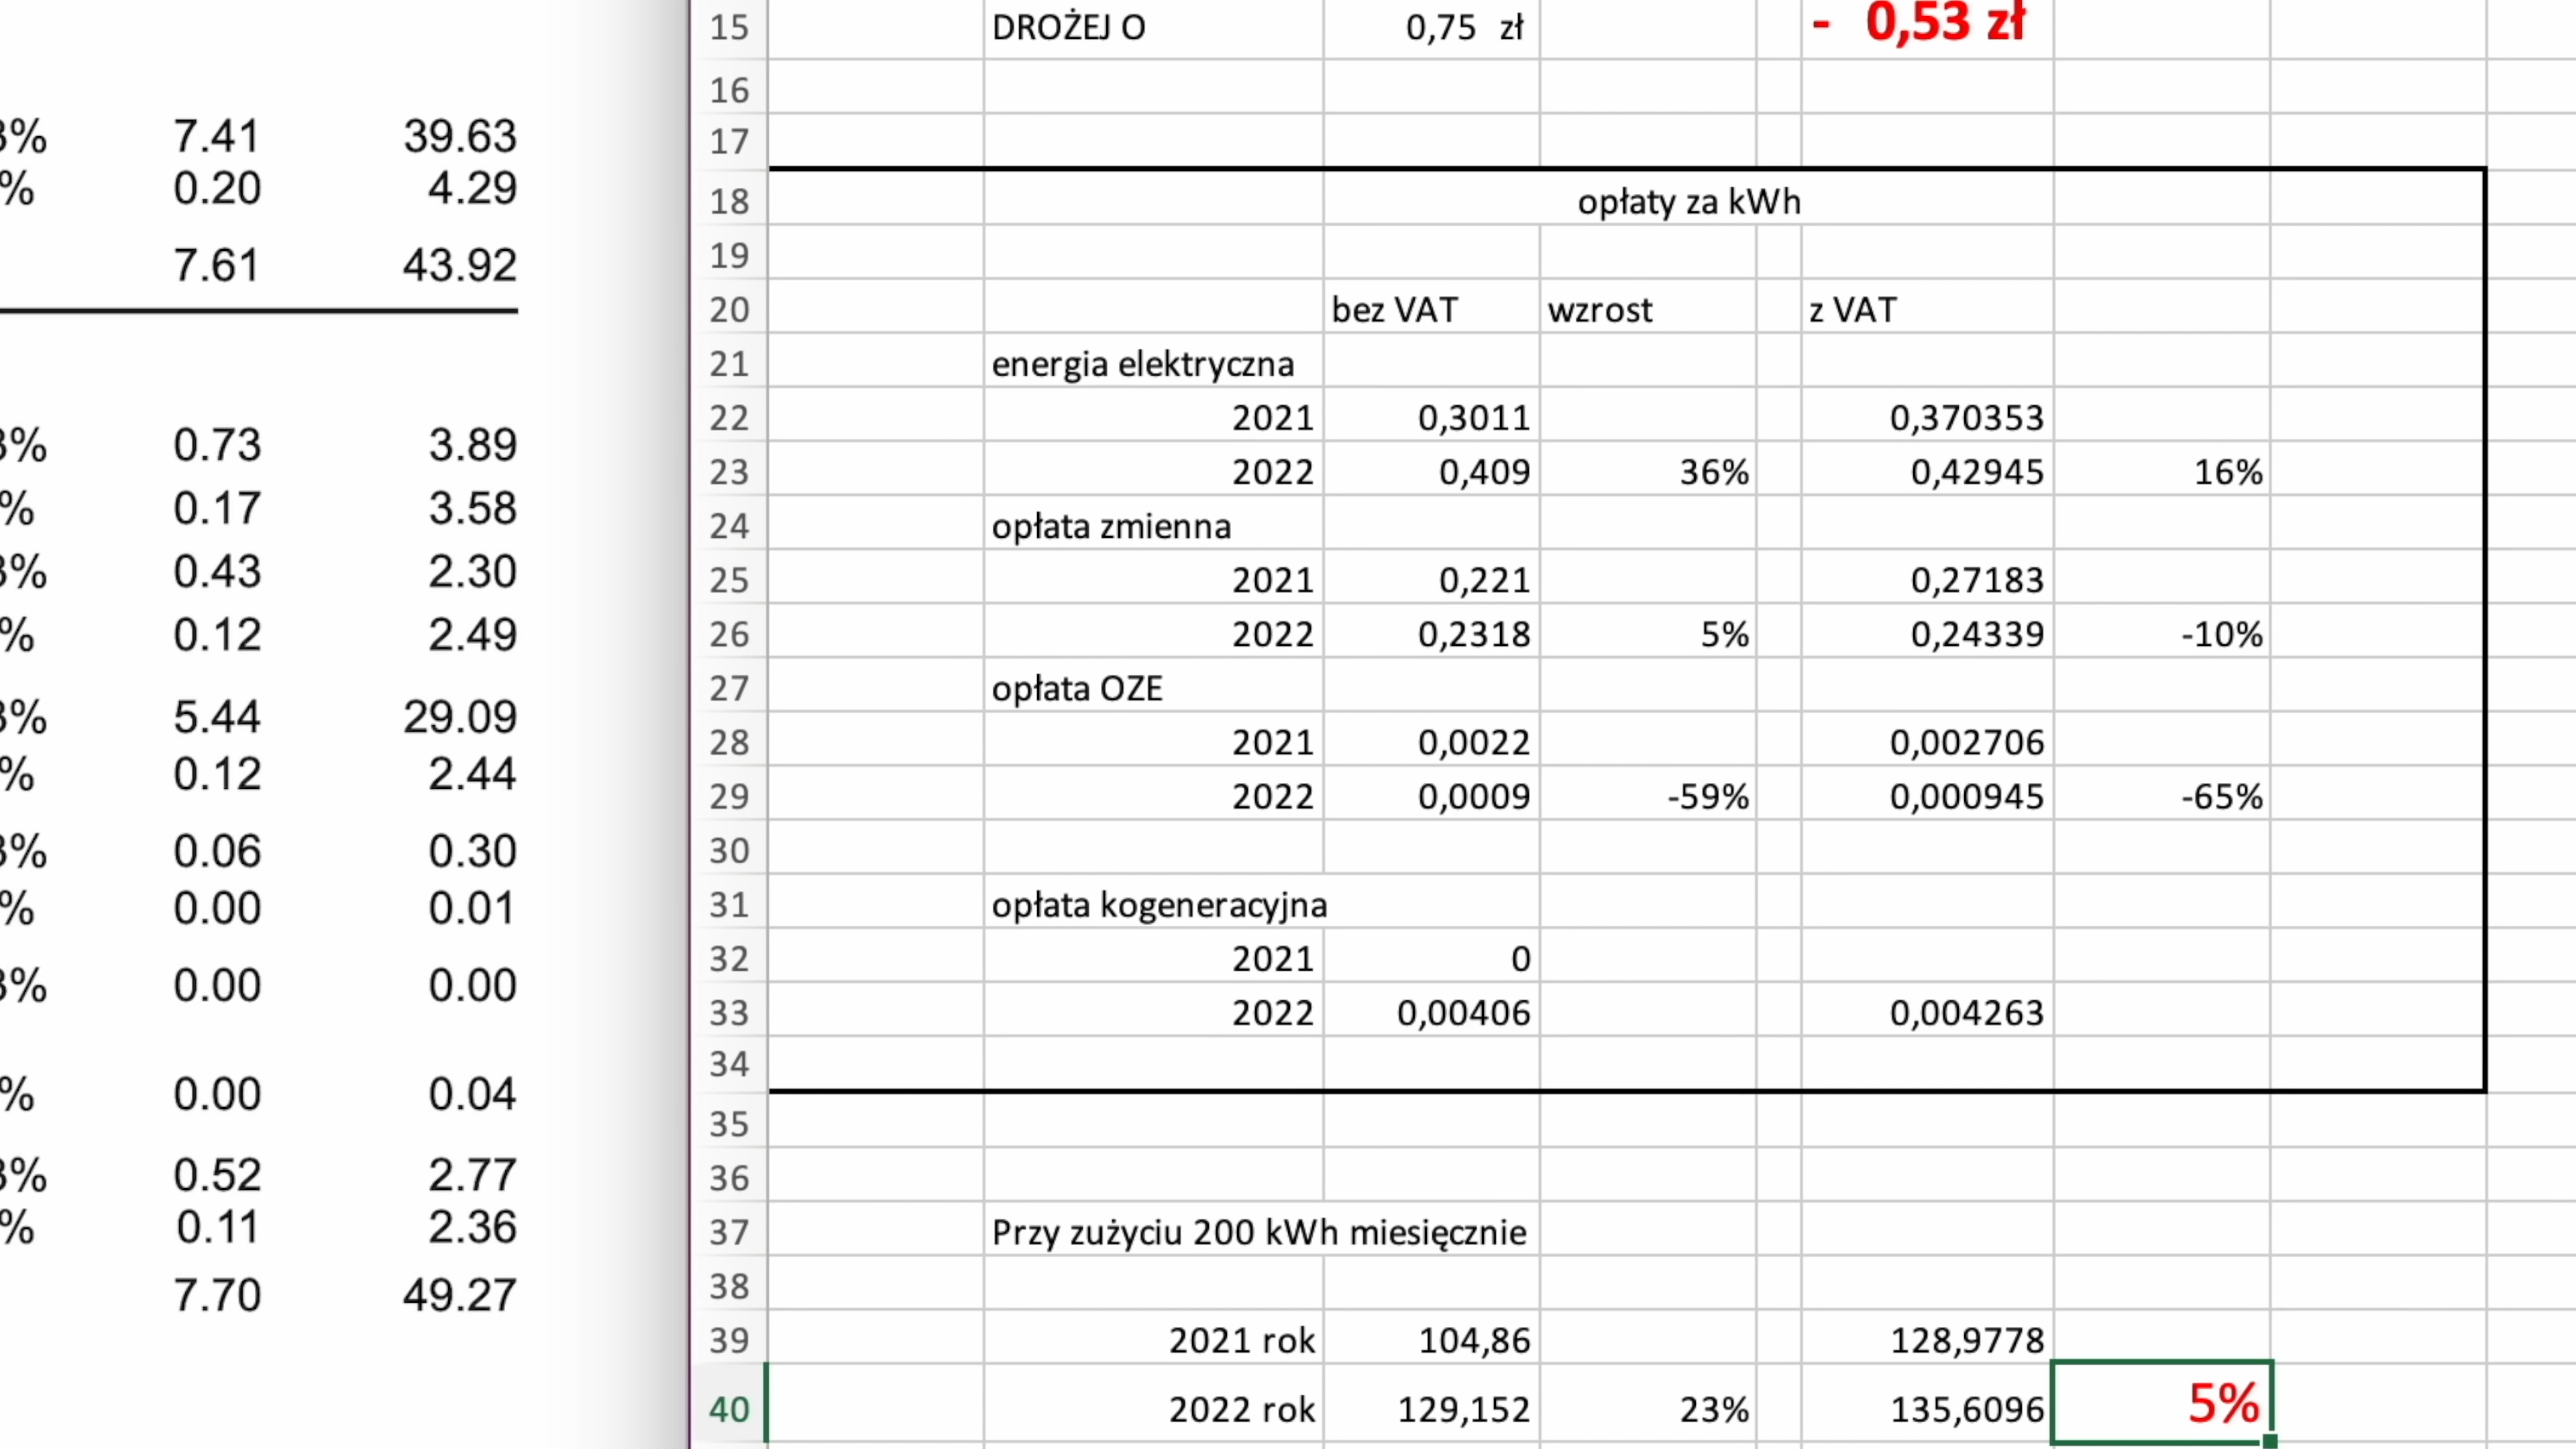 3% 7.41 39.63
% 0.20 4.29
7.61 43.92
3% 0.73 3.89
% 0.17 3.58
3% 0.43 2.30
% 0.12 2.49
3% 5.44 29.09
% 0.12 2.44
3% 0.06 0.30
% 0.00 0.01
3% 0.00 0.00
% 0.00 0.04
3% 0.52 2.77
% 0.11 2.36
7.70 49.27
15 DROŻEJ O 0,75 zł - 0,53 zł
16
17
18 opłaty za kWh
19
20 bez VAT wzrost z VAT
21 energia elektryczna
22 2021 0,3011 0,370353
23 2022 0,409 36% 0,42945 16%
24 opłata zmienna
25 2021 0,221 0,27183
26 2022 0,2318 5% 0,24339 -10%
27 opłata OZE
28 2021 0,0022 0,002706
29 2022 0,0009 -59% 0,000945 -65%
30
31 opłata kogeneracyjna
32 2021 0
33 2022 0,00406 0,004263
34
35
36
37 Przy zużyciu 200 kWh miesięcznie
38
39 2021 rok 104,86 128,9778
40 2022 rok 129,152 23% 135,6096 5%